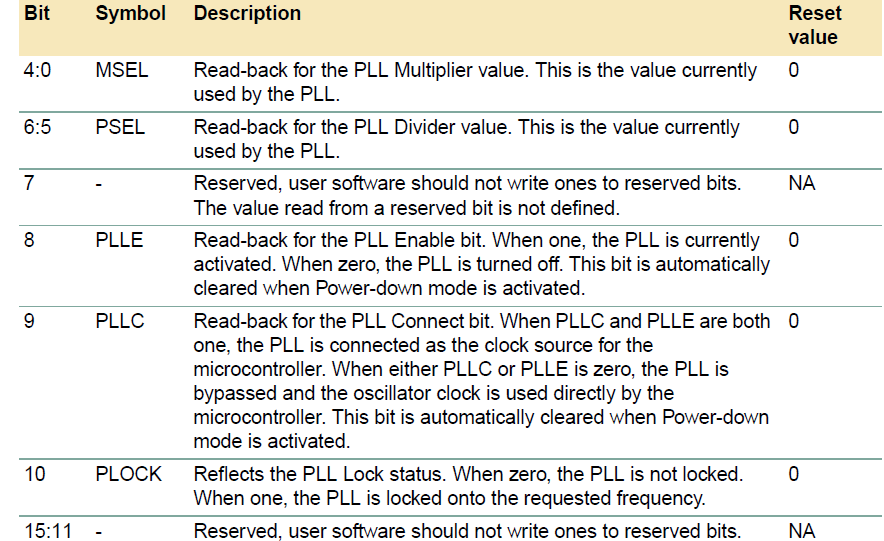 Bit Symbol Description Reset
value
4:0 MSEL Read-back for the PLL Multiplier value. This is the value currently 0
used by the PLL.
6:5 PSEL Read-back for the PLL Divider value. This is the value currently 0
used by the PLL.
7 - Reserved, user software should not write ones to reserved bits. NA
The value read from a reserved bit is not defined.
8 PLLE Read-back for the PLL Enable bit. When one, the PLL is currently 0
activated. When zero, the PLL is turned off. This bit is automatically
cleared when Power-down mode is activated.
9 PLLC Read-back for the PLL Connect bit. When PLLC and PLLE are both 0
one, the PLL is connected as the clock source for the
microcontroller. When either PLLC or PLLE is zero, the PLL is
bypassed and the oscillator clock is used directly by the
microcontroller. This bit is automatically cleared when Power-down
mode is activated.
10 PLOCK Reflects the PLL Lock status. When zero, the PLL is not locked. 0
When one, the PLL is locked onto the requested frequency.
15:11 - Reserved, user software should not write ones to reserved bits. NA